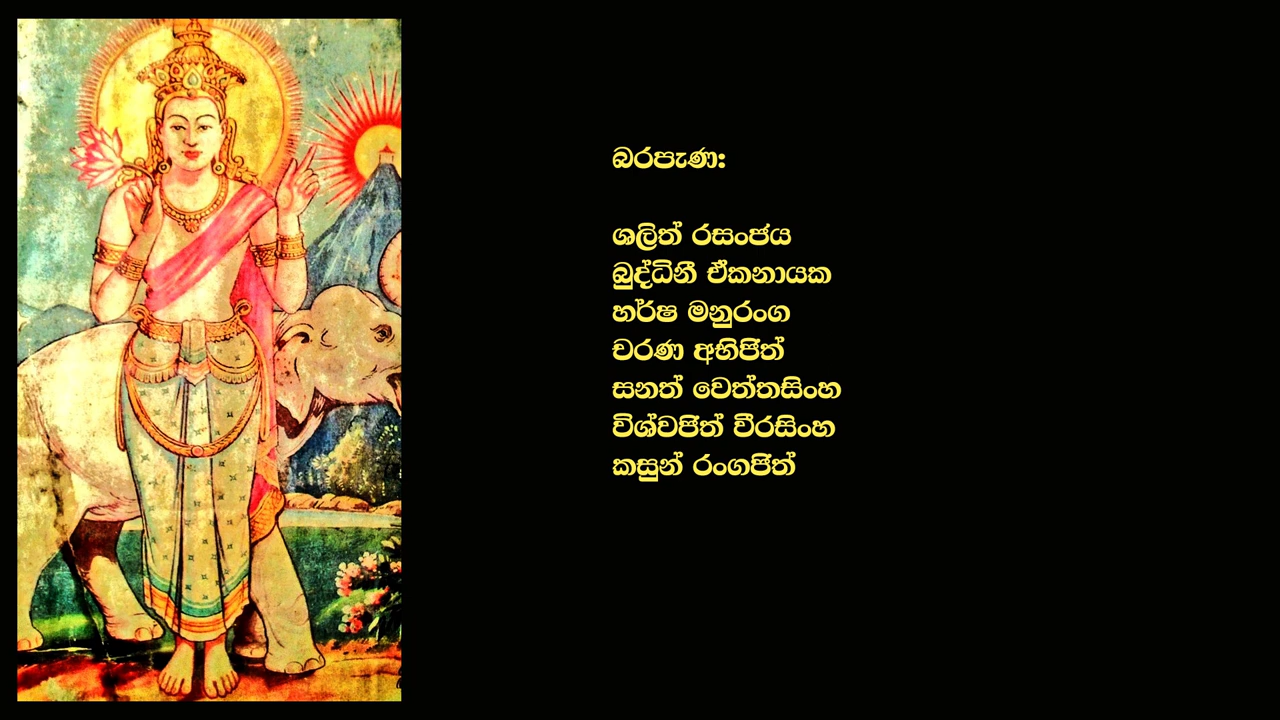 බරපැණ:
ශලිත් රසංජය
බුද්ධිනී ඒකනායක
හර්ෂ මනුරංග
චරණ අභිජිත්
සනත් වෙත්තසිංහ
විශ්වජිත් වීරසිංහ
කසුන් රංගජිත්